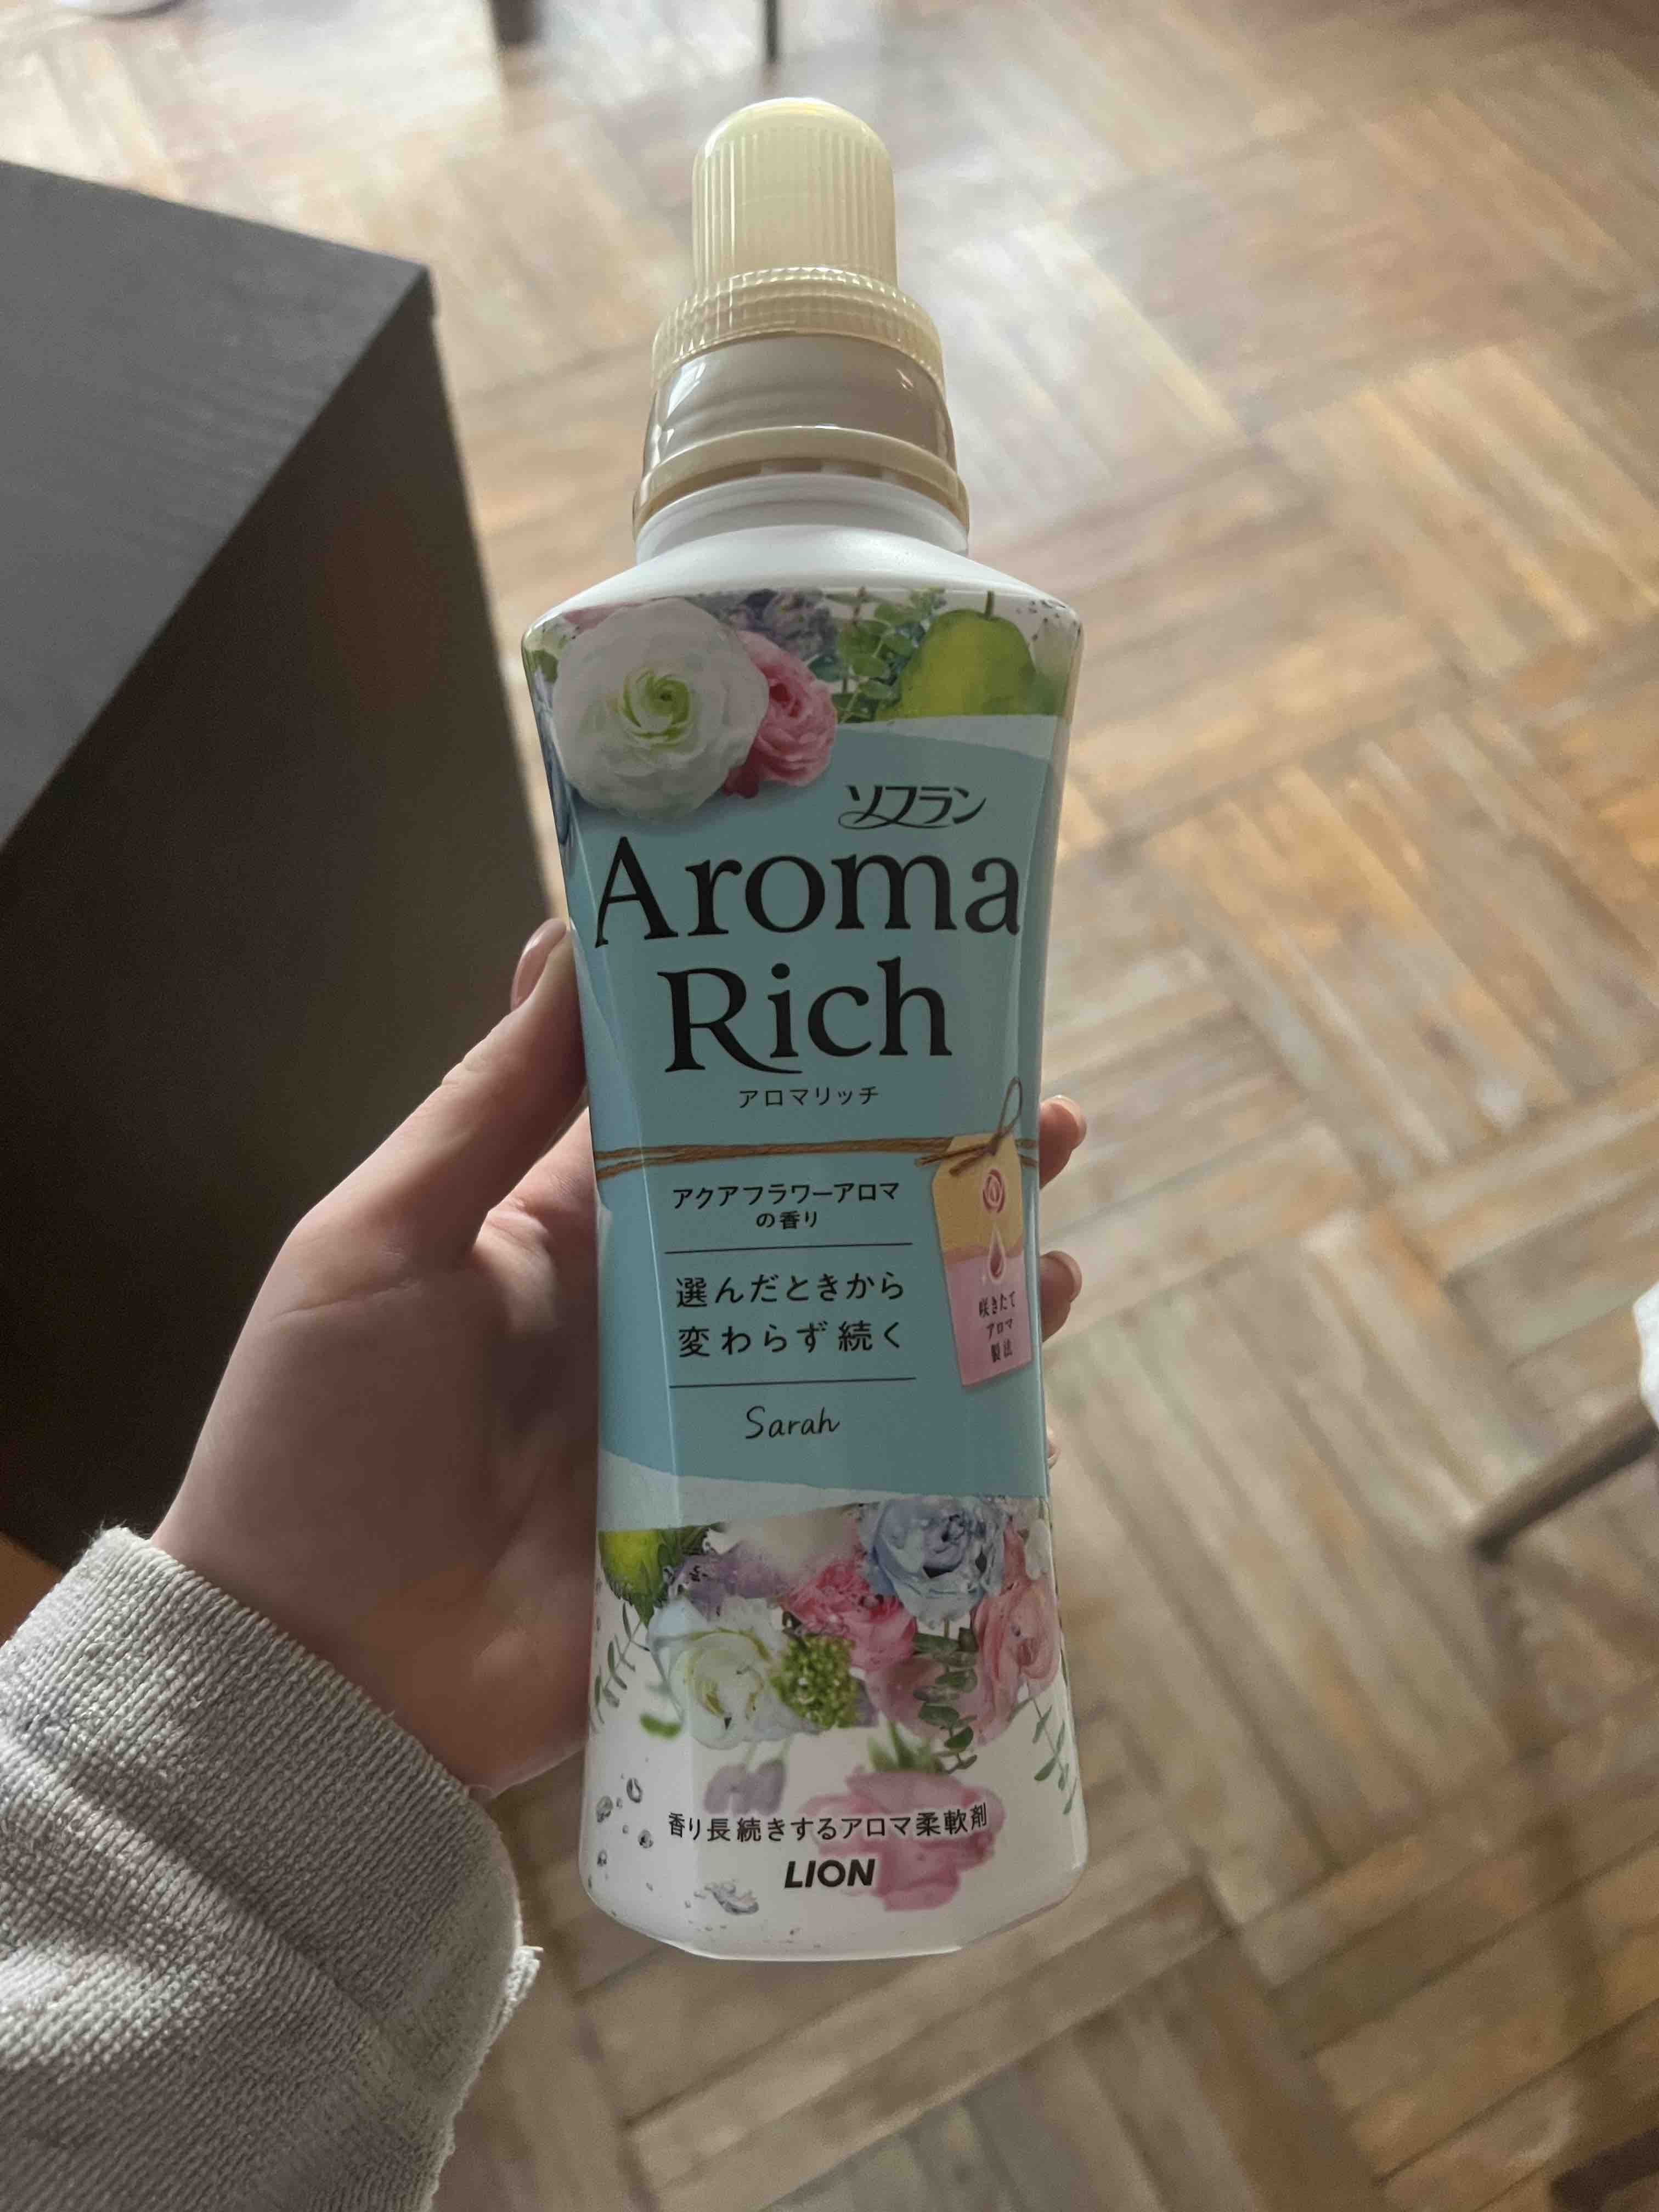 ソフラン
Aroma
Rich
アロマリッチ
アクアフラワーアロマ
の香り
選んだときから
変わらず続く
Sarah
咲きたて
アロマ
製法
香り長続きするアロマ柔軟剤
LION